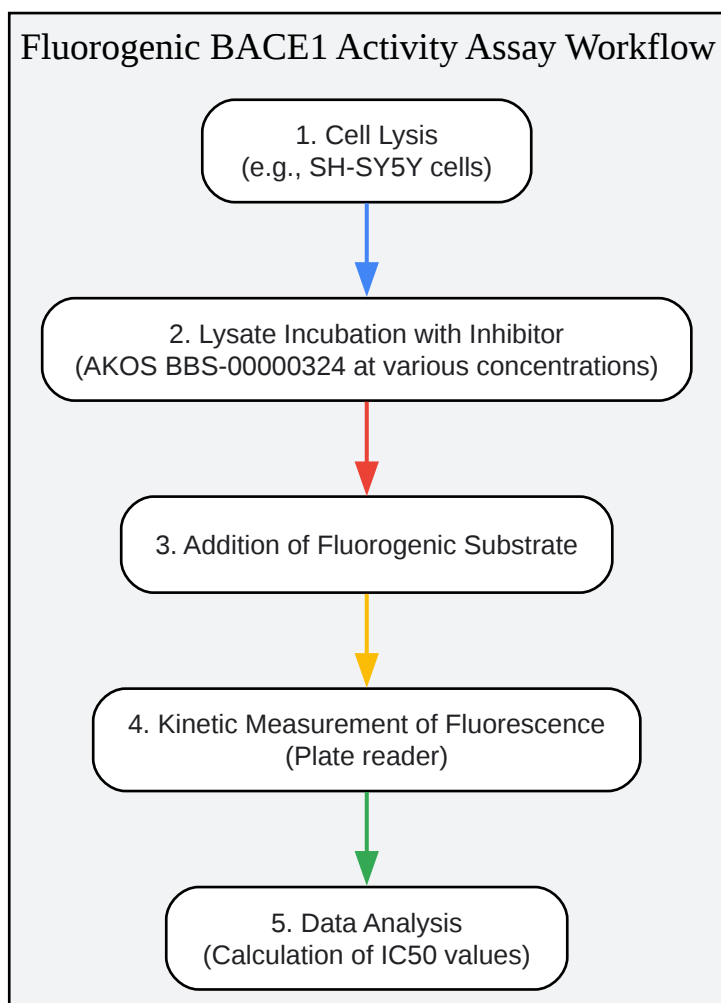 Fluorogenic BACE1 Activity Assay Workflow
1. Cell Lysis
(e.g., SH-SY5Y cells)
2. Lysate Incubation with Inhibitor
(AKOS BBS-00000324 at various concentrations)
3. Addition of Fluorogenic Substrate
4. Kinetic Measurement of Fluorescence
(Plate reader)
5. Data Analysis
(Calculation of IC50 values)